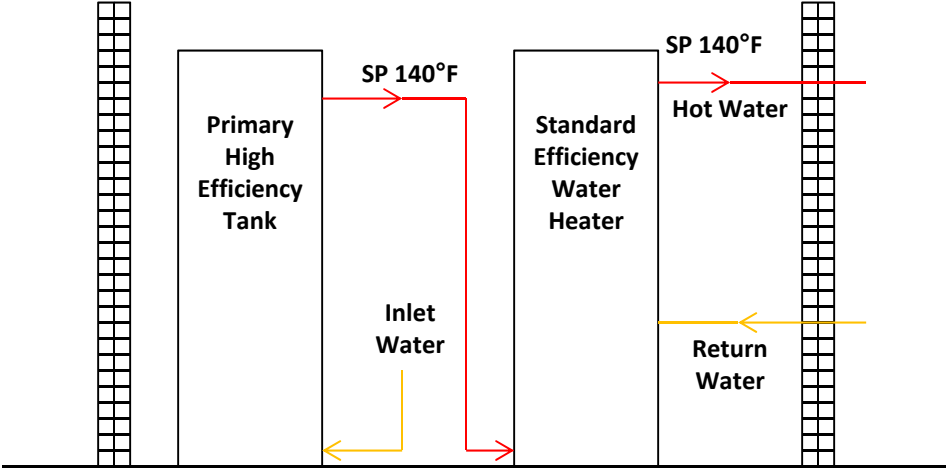 SP 140°F
SP 140°F
Hot Water
Primary
High
Efficiency
Tank
Standard
Efficiency
Water
Heater
Inlet
Water
Return
Water